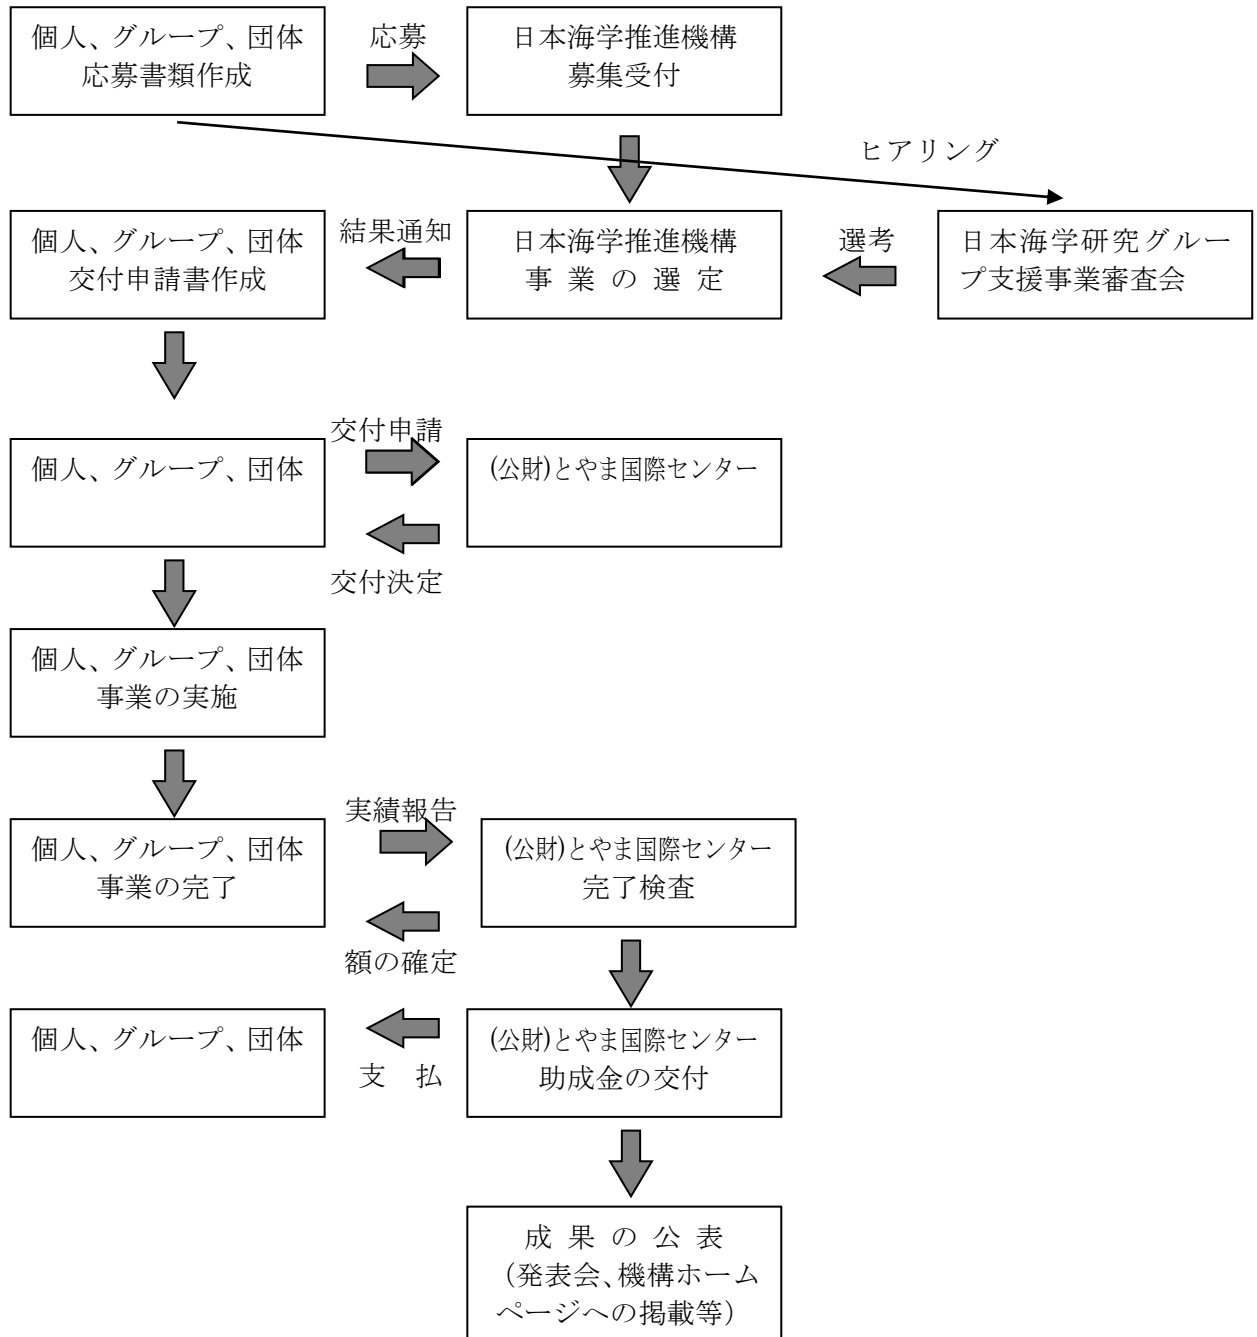 個人、グループ、団体
応募書類作成
応募
日本海学推進機構
募集受付
ヒアリング
個人、グループ、団体
交付申請書作成
結果通知
日本海学推進機構
事業の選定
選考
日本海学研究グルー
プ支援事業審査会
個人、グループ、団体
交付申請
(公財)とやま国際センター
交付決定
個人、グループ、団体
事業の実施
個人、グループ、団体
事業の完了
実績報告
(公財)とやま国際センター
完了検査
額の確定
個人、グループ、団体
支　払
(公財)とやま国際センター
助成金の交付
成果の公表
（発表会、機構ホーム
ページへの掲載等）